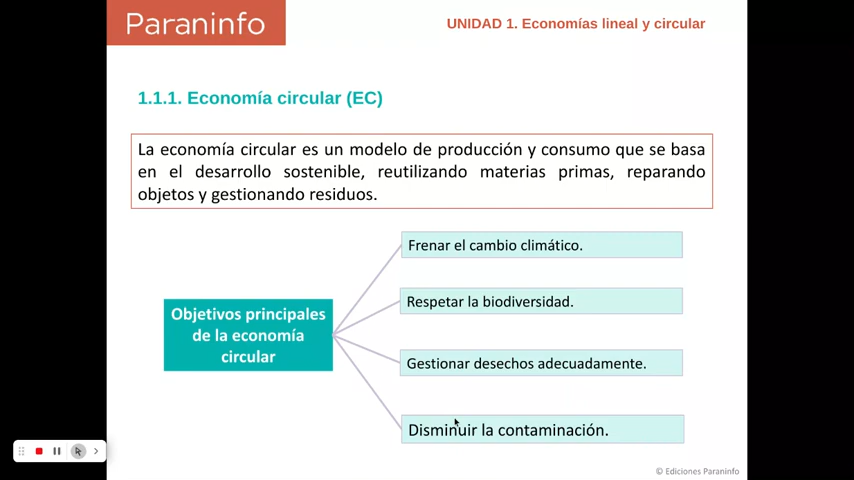 Paraninfo
UNIDAD 1. Economías lineal y circular
1.1.1. Economía circular (EC)
La economía circular es un modelo de producción y consumo que se basa
en el desarrollo sostenible, reutilizando materias primas, reparando
objetos y gestionando residuos.
Frenar el cambio climático.
Respetar la biodiversidad.
Objetivos principales
de la economía
circular
Gestionar desechos adecuadamente.
Disminuir la contaminación.
© Ediciones Paraninfo